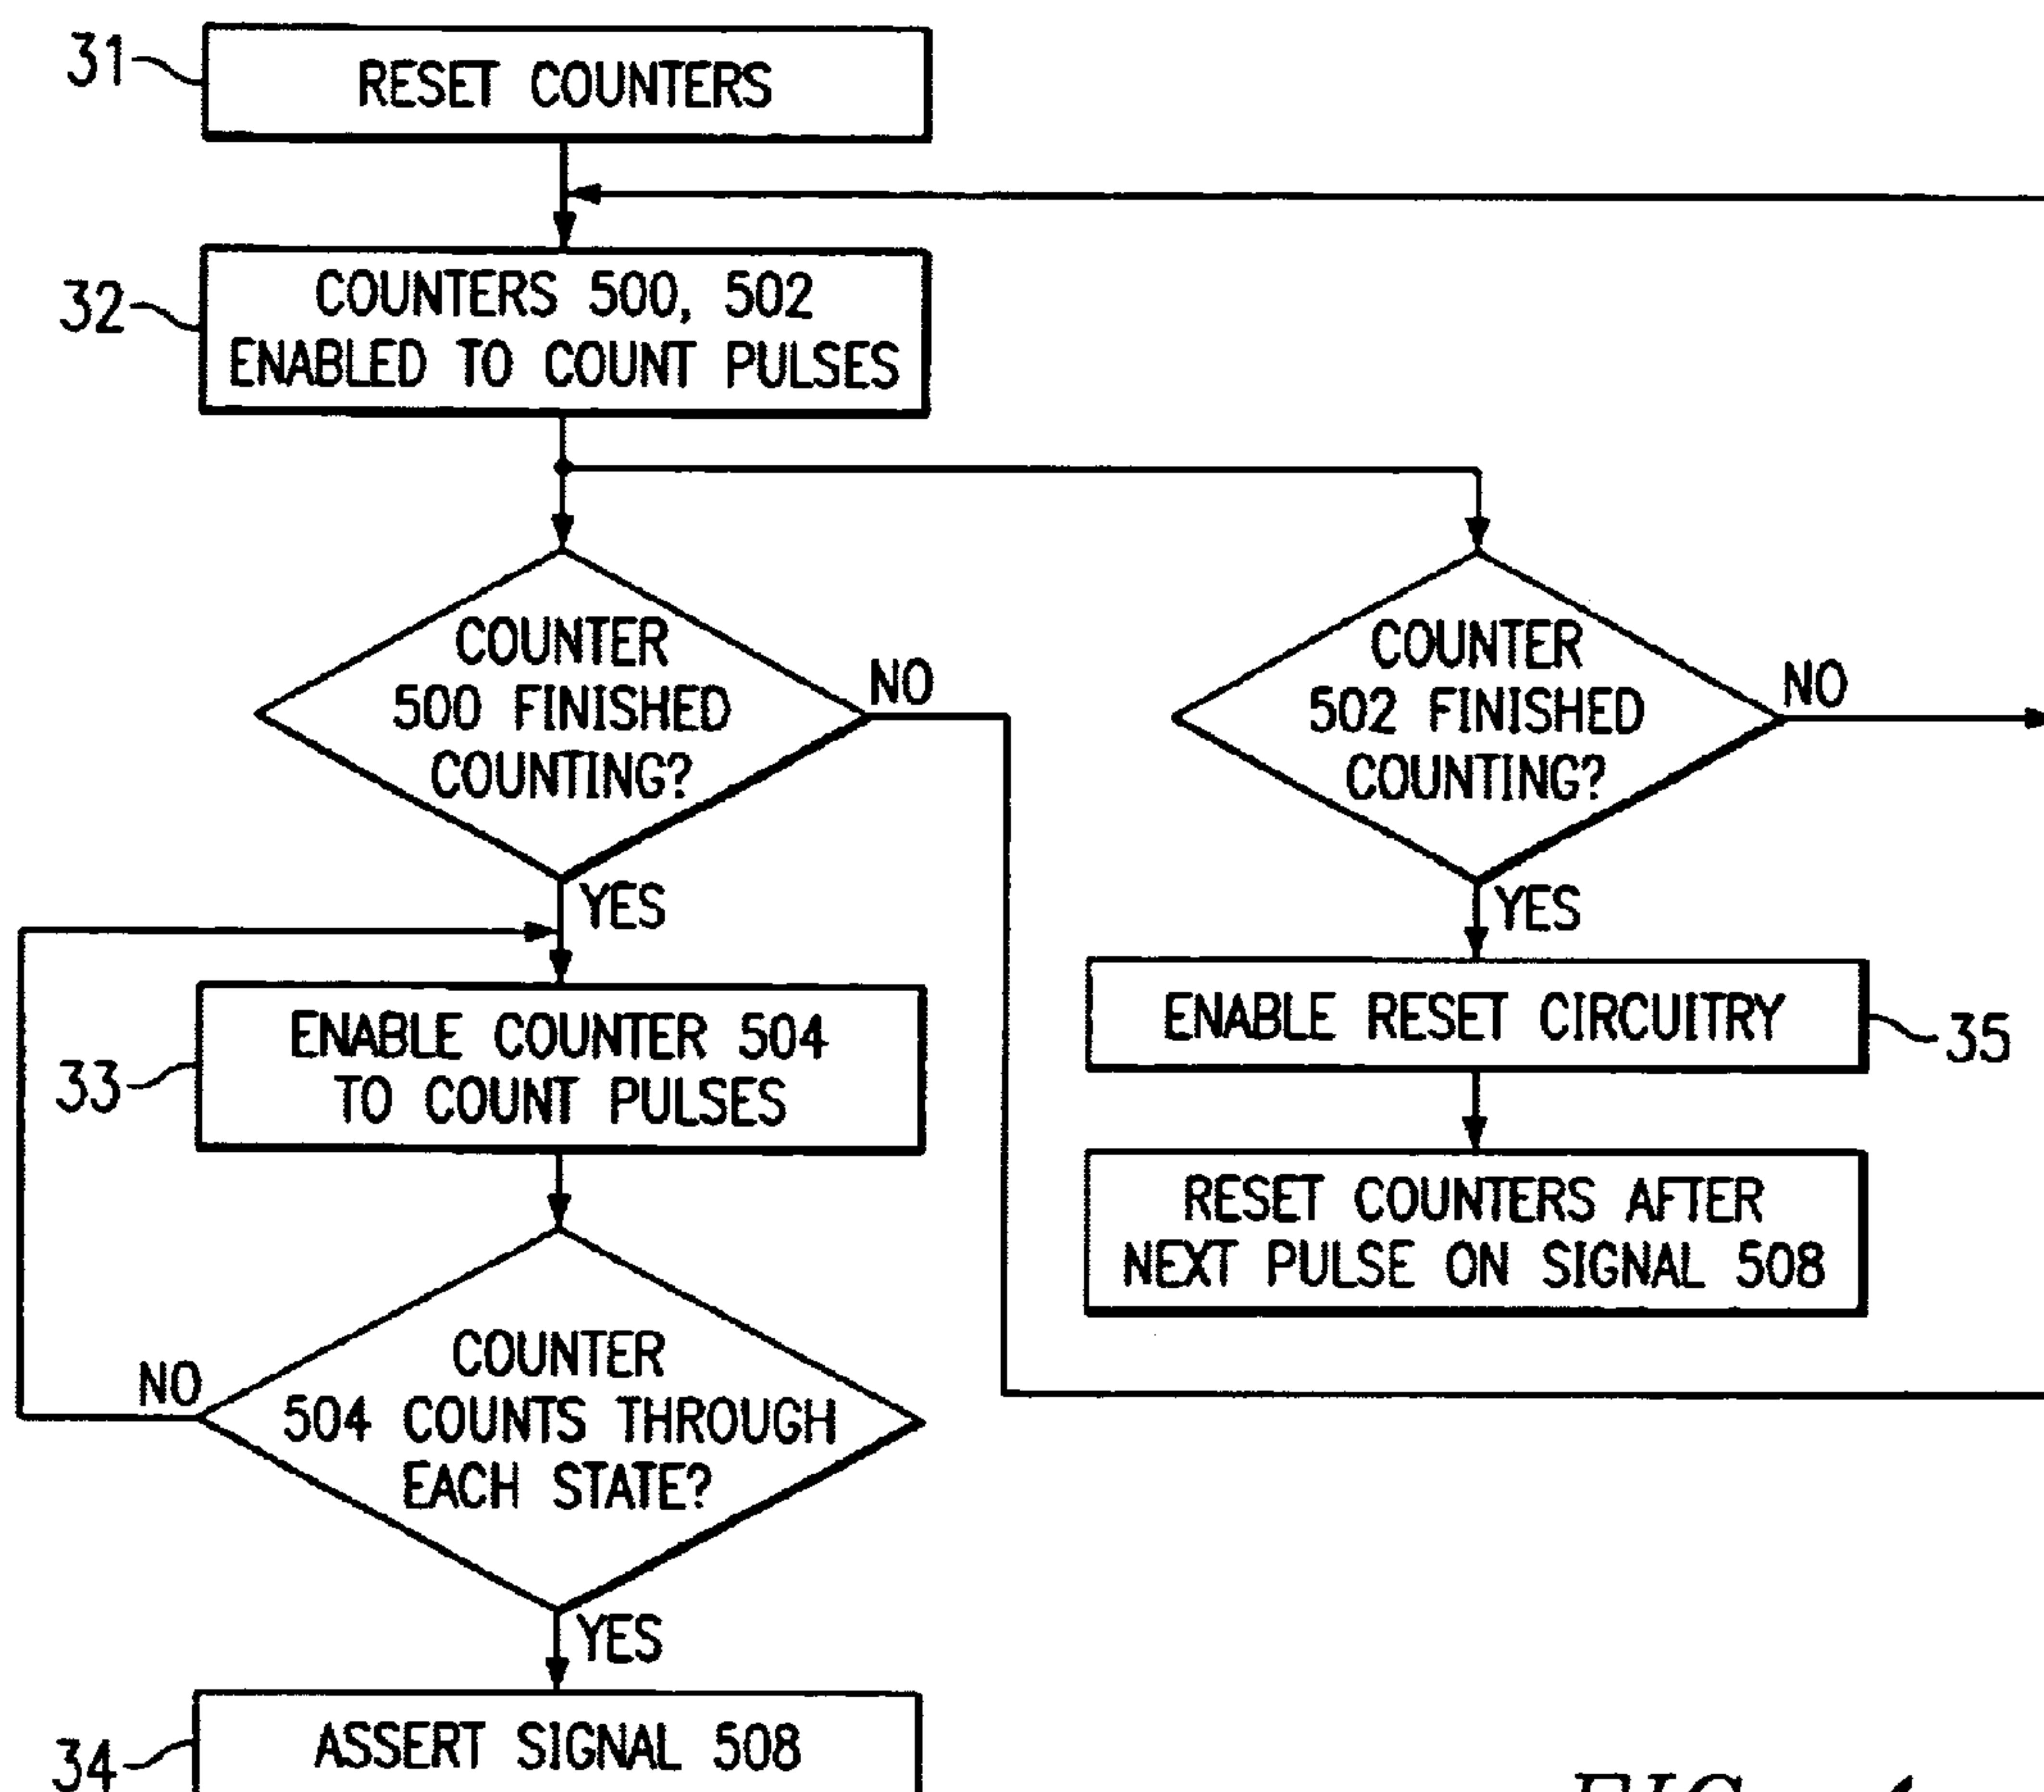 31
RESET COUNTERS
32
COUNTERS 500, 502
ENABLED TO COUNT PULSES
COUNTER
500 FINISHED
COUNTING?
NO
YES
COUNTER
502 FINISHED
COUNTING?
NO
YES
33
ENABLE COUNTER 504
TO COUNT PULSES
ENABLE RESET CIRCUITRY
35
RESET COUNTERS AFTER
NEXT PULSE ON SIGNAL 508
COUNTER
504 COUNTS THROUGH
EACH STATE?
NO
YES
34
ASSERT SIGNAL 508